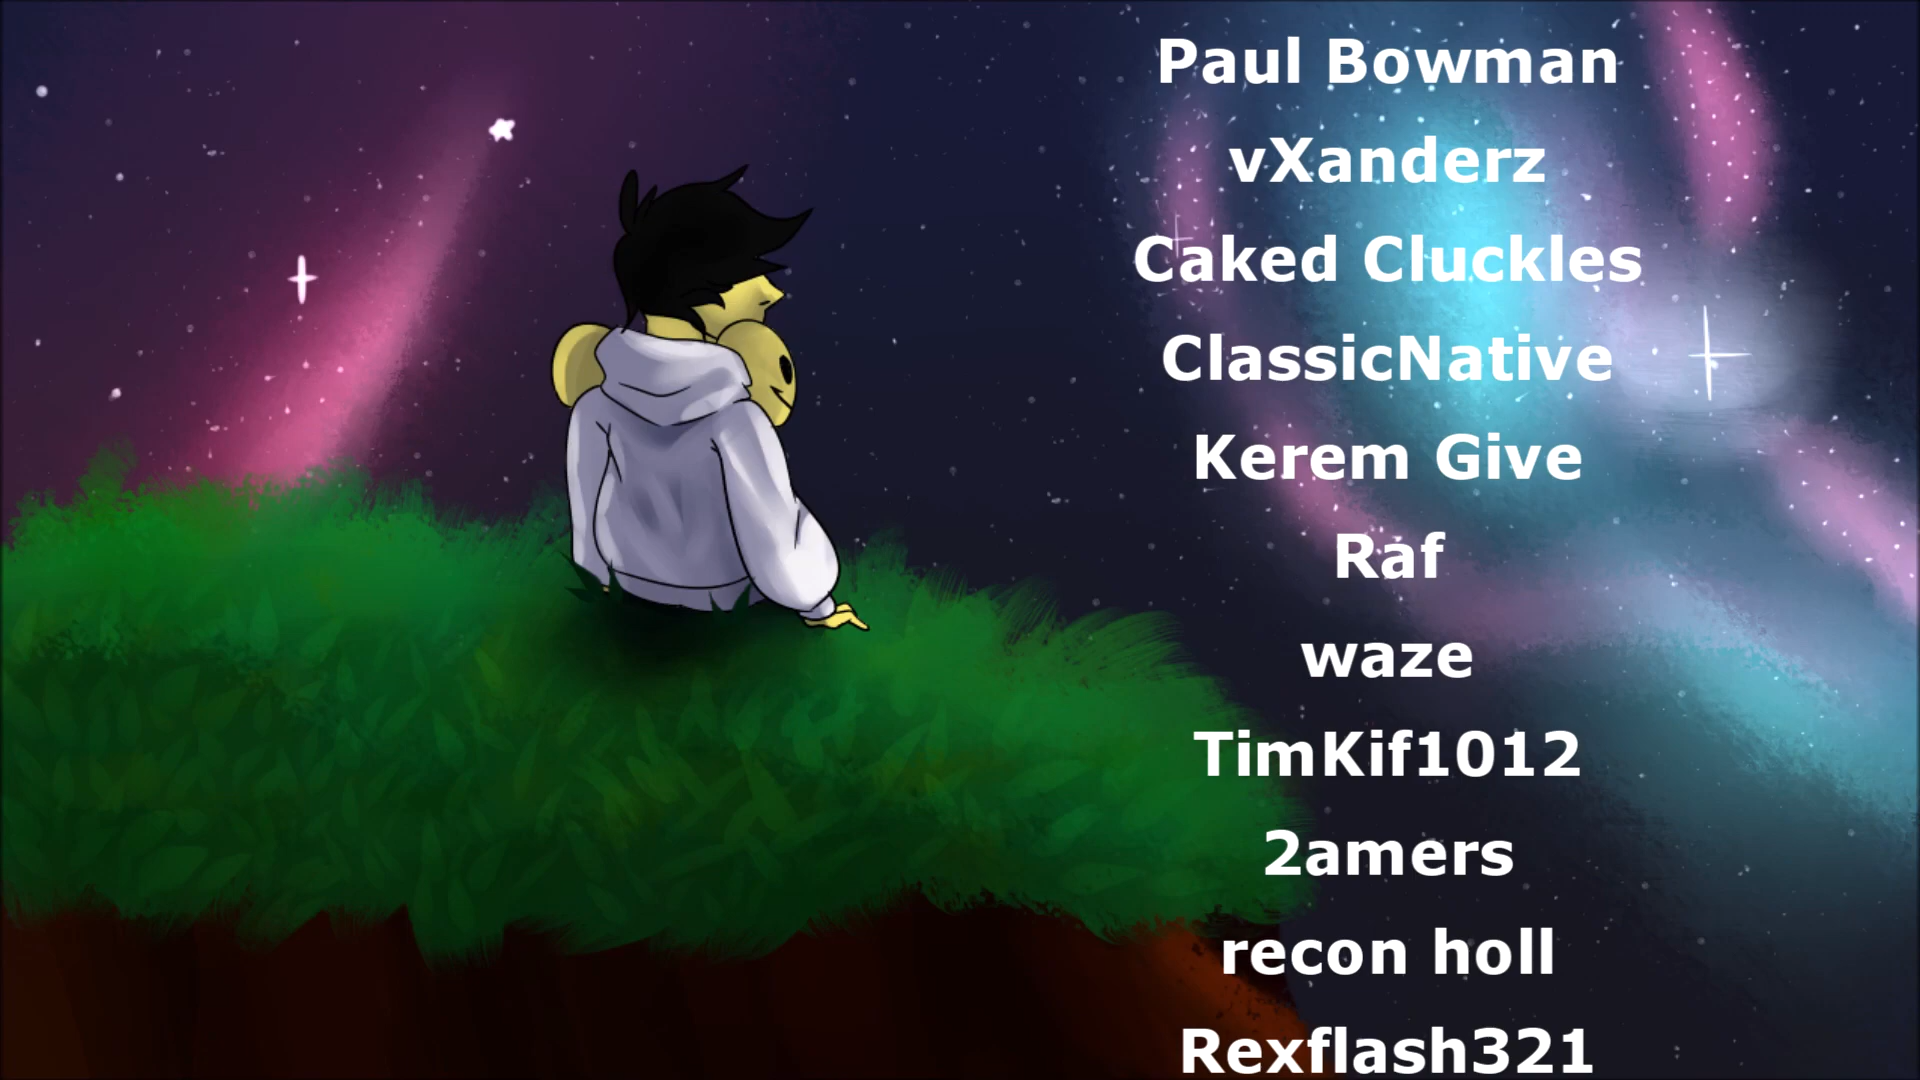 Paul Bowman
vXanderz
Caked Cluckles
ClassicNative
Kerem Give
Raf
waze
TimKif1012
2amers
recon holl
Rexflash321